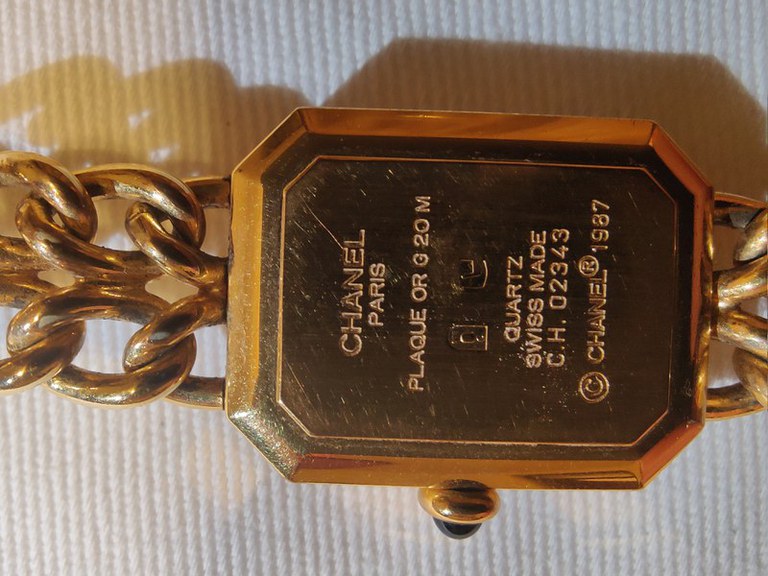 CHANEL
PARIS
PLAQUE OR G 20 M
QUARTZ
SWISS MADE
C.H. 02343
© CHANEL® 1987